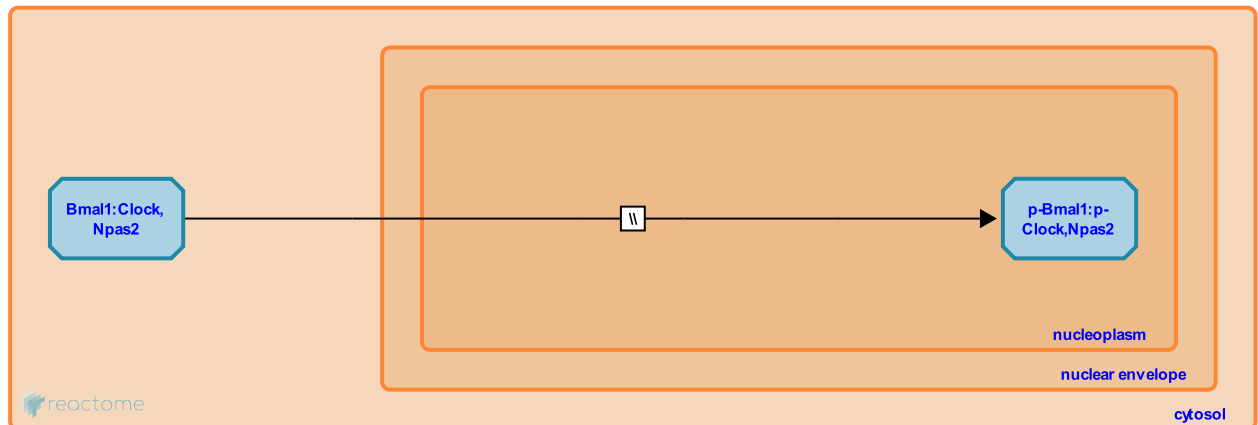 Bmal1:Clock,
Npas2
\\
p-Bmal1:p-
Clock,Npas2
nucleoplasm
nuclear envelope
reactome
cytosol